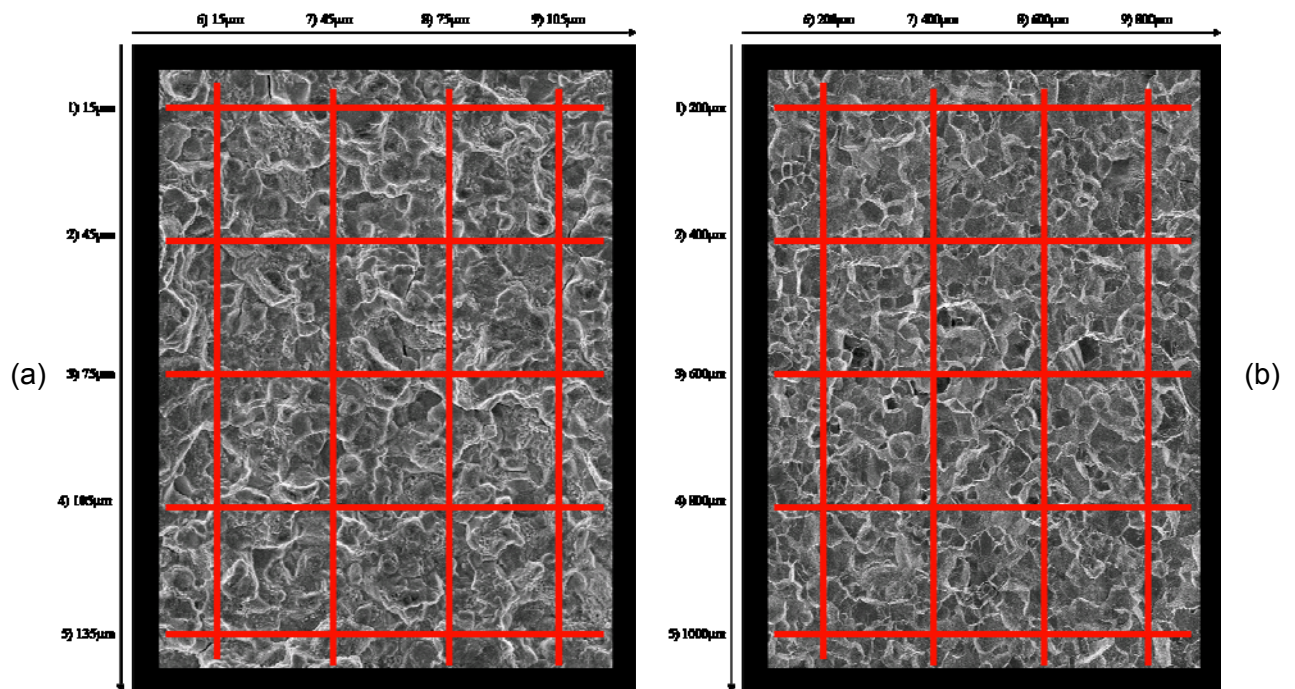 6) 15µm 7) 45µm 8) 75µm 9) 105µm
1) 15µm
2) 45µm
3) 75µm
4) 105µm
5) 135µm
(a)
6) 200µm 7) 400µm 8) 600µm 9) 800µm
1) 200µm
2) 400µm
3) 600µm
4) 800µm
5) 1000µm
(b)